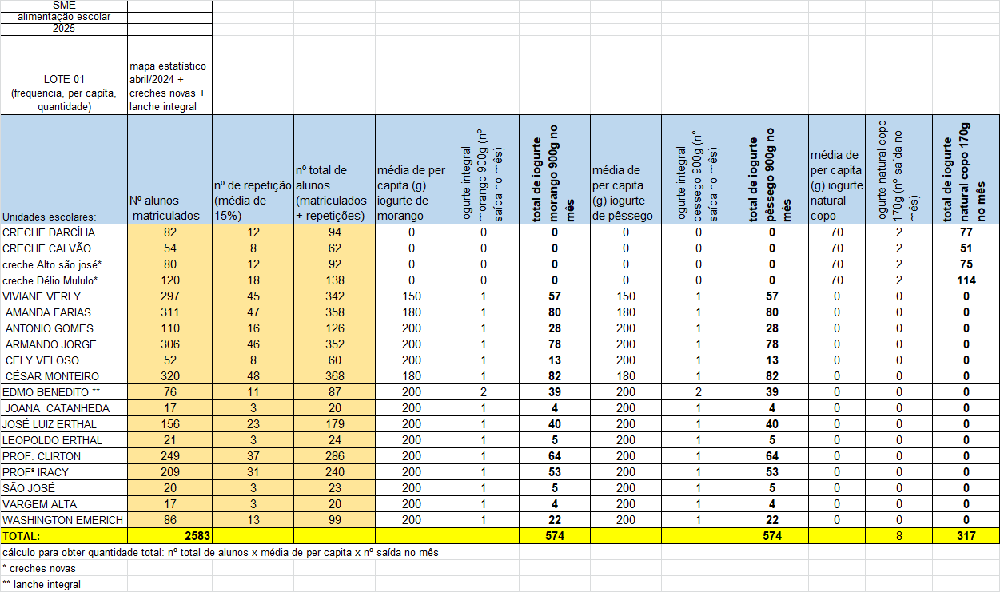 SME
alimentação escolar
2025
LOTE 01
(frequencia, per capíta,
quantidade)
mapa estatístico
abril/2024 +
creches novas +
lanche integral
Unidades escolares:
Nº alunos
matriculados
nº de repetição
(média de
15%)
nº total de
alunos
(matriculados
+ repetições)
média de per
capita (g)
iogurte de
morango
iogurte integral
morango 900g (nº
saída no mês)
total de iogurte
morango 900g no
mês
média de
per capita
(g) iogurte
de pêssego
iogurte integral
pêssego 900g (n°
saída no mês)
total de iogurte
pêssego 900g no
mês
média de
per capita
(g) iogurte
natural
copo
iogurte natural copo
170g (nº saída no
mês)
total de iogurte
natural copo 170g
no mês
CRECHE DARCÍLIA 82 12 94 0 0 0 0 0 0 70 2 77
CRECHE CALVÃO 54 8 62 0 0 0 0 0 0 70 2 51
creche Alto são josé* 80 12 92 0 0 0 0 0 0 70 2 75
creche Délio Mululo* 120 18 138 0 0 0 0 0 0 70 2 114
VIVIANE VERLY 297 45 342 150 1 57 150 1 57 0 0 0
AMANDA FARIAS 311 47 358 180 1 80 180 1 80 0 0 0
ANTONIO GOMES 110 16 126 200 1 28 200 1 28 0 0 0
ARMANDO JORGE 306 46 352 200 1 78 200 1 78 0 0 0
CELY VELOSO 52 8 60 200 1 13 200 1 13 0 0 0
CÉSAR MONTEIRO 320 48 368 180 1 82 180 1 82 0 0 0
EDMO BENEDITO ** 76 11 87 200 2 39 200 2 39 0 0 0
JOANA CATANHEDA 17 3 20 200 1 4 200 1 4 0 0 0
JOSÉ LUIZ ERTHAL 156 23 179 200 1 40 200 1 40 0 0 0
LEOPOLDO ERTHAL 21 3 24 200 1 5 200 1 5 0 0 0
PROF. CLIRTON 249 37 286 200 1 64 200 1 64 0 0 0
PROFª IRACY 209 31 240 200 1 53 200 1 53 0 0 0
SÃO JOSÉ 20 3 23 200 1 5 200 1 5 0 0 0
VARGEM ALTA 17 3 20 200 1 4 200 1 4 0 0 0
WASHINGTON EMERICH 86 13 99 200 1 22 200 1 22 0 0 0
TOTAL: 2583 574 574 8 317
cálculo para obter quantidade total: nº total de alunos x média de per capita x nº saída no mês
* creches novas
** lanche integral